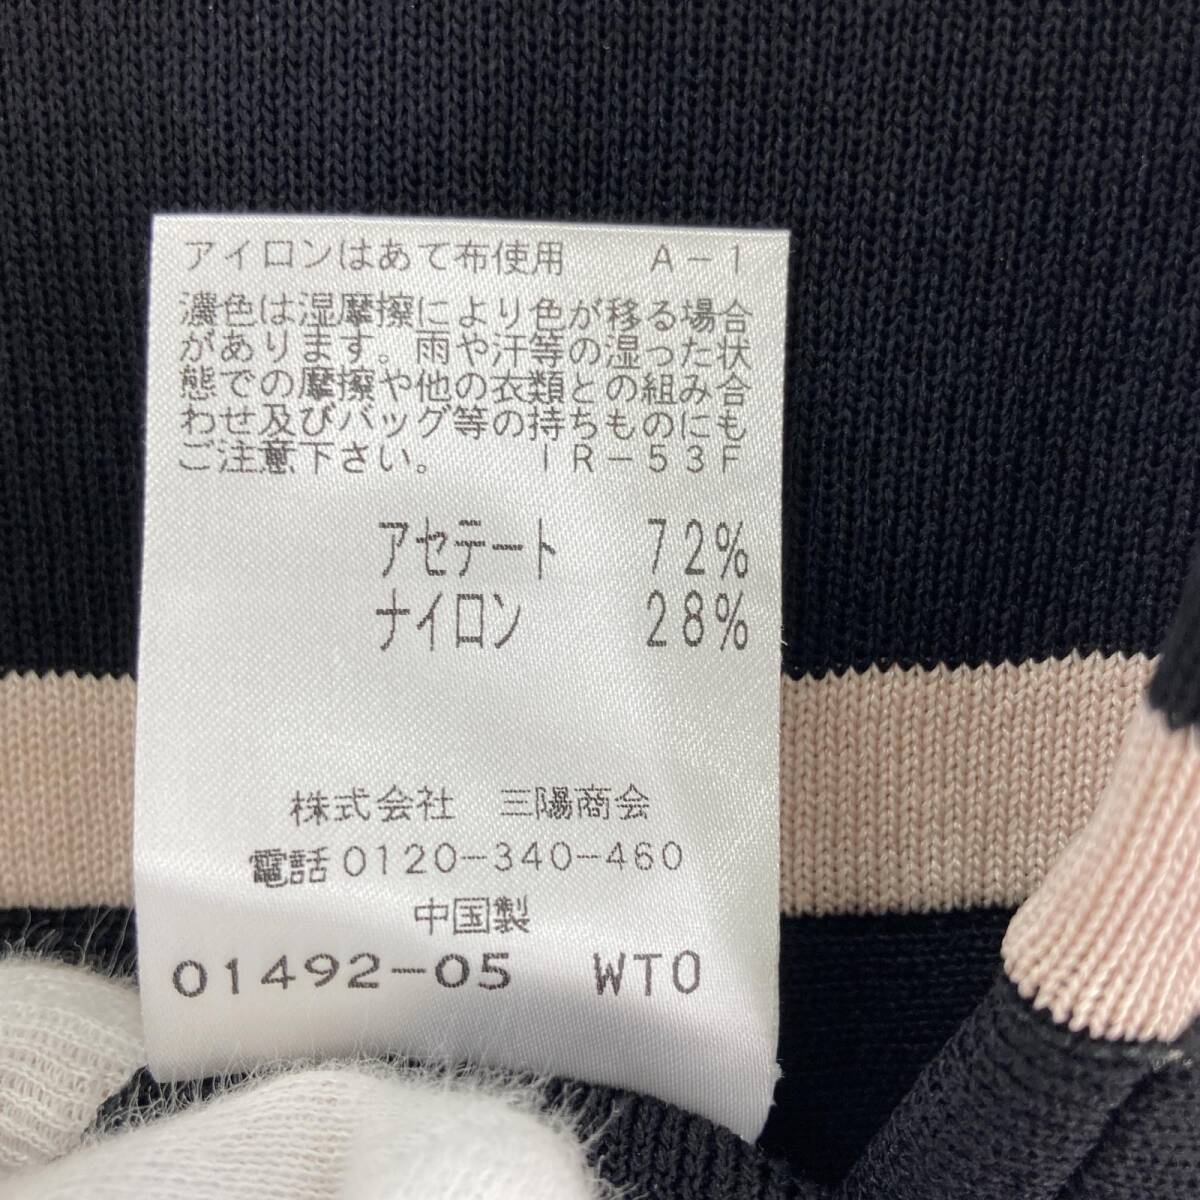 アイロンはあて布使用　A-1
濃色は湿摩擦により色が移る場合
があります。雨や汗等の湿った状
態での摩擦や他の衣類との組み合
わせ及びバッグ等の持ちものにも
ご注意下さい。　IR-53F
アセテート　72%
ナイロン　28%
株式会社　三陽商会
電話0120-340-460
中国製
01492-05　WTO